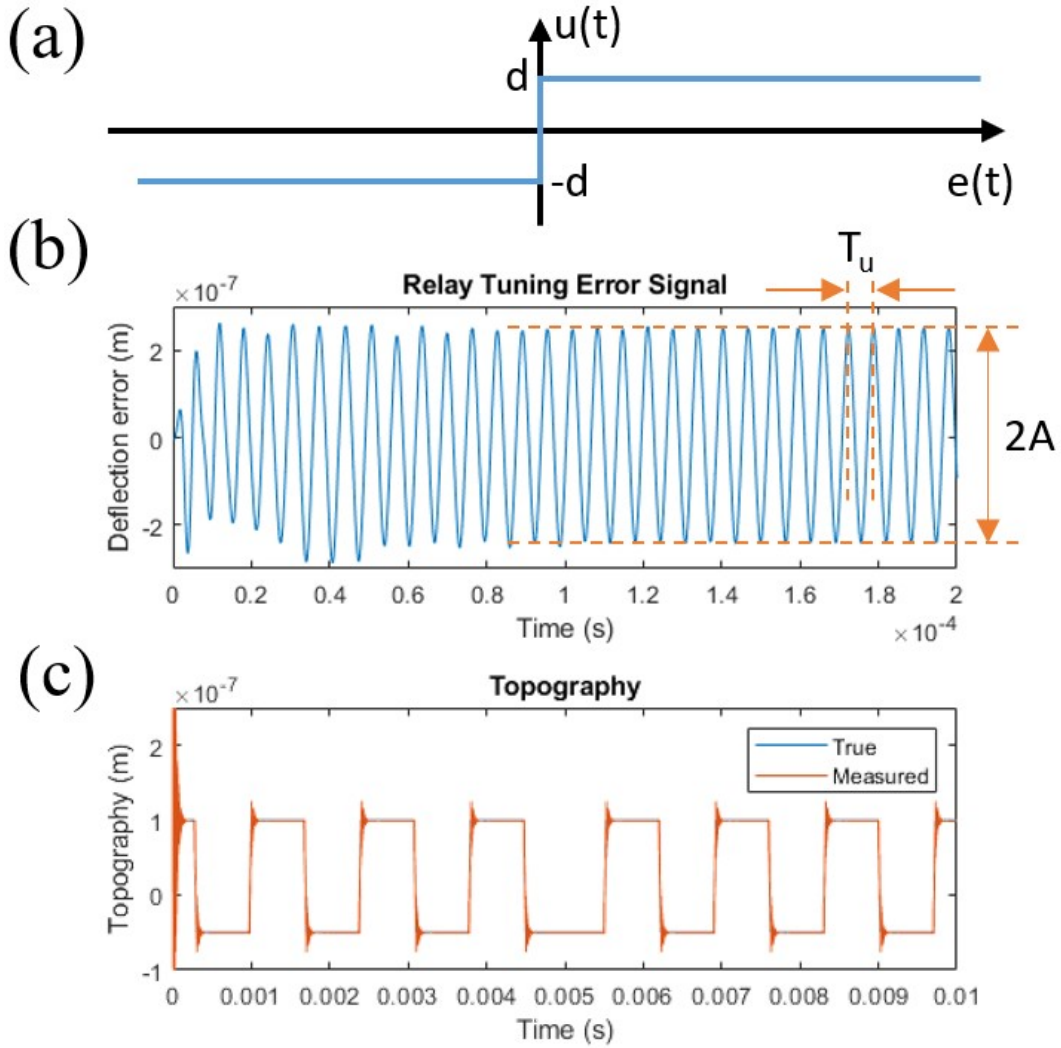 (a)
u(t)
d
-d
e(t)
(b)
T_u
×10^-7
Relay Tuning Error Signal
Deflection error (m)
2
0
-2
2A
0 0.2 0.4 0.6 0.8 1 1.2 1.4 1.6 1.8 2
Time (s)
×10^-4
(c)
×10^-7
Topography
Topography (m)
2
1
0
-1
True
Measured
0 0.001 0.002 0.003 0.004 0.005 0.006 0.007 0.008 0.009 0.01
Time (s)